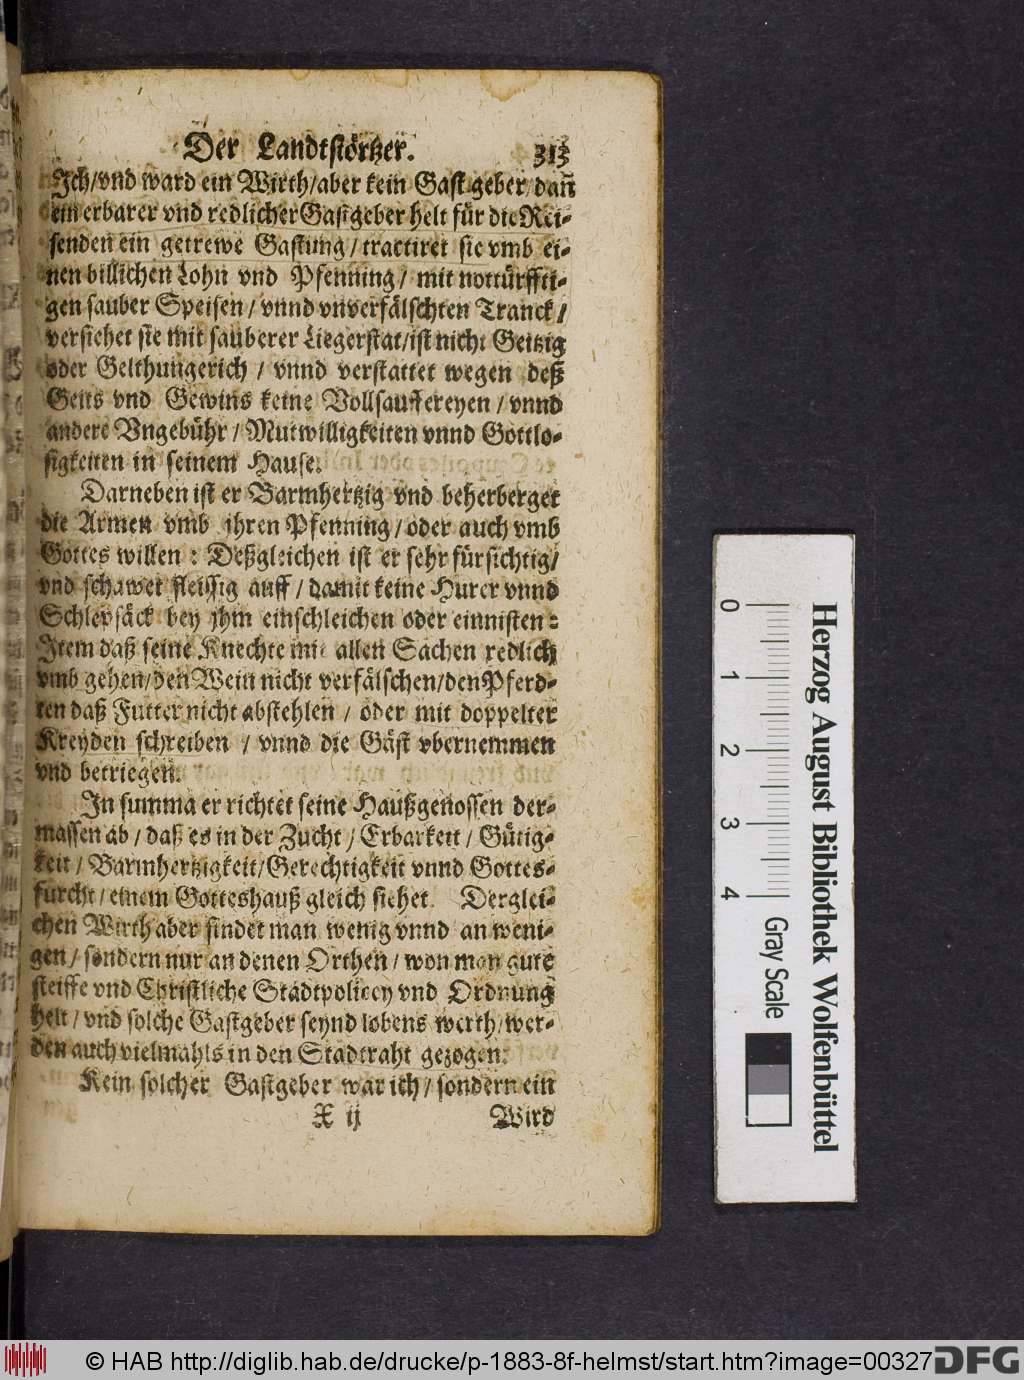 Der Landtstörtzer. 313
Ich/vnd ward ein Wirth/aber kein Gastgeber/dañ
ein erbarer vnd redlicher Gastgeber helt für die Rei-
senden ein getrewe Gastung/tractiret sie vmb ei-
nen billichen Lohn vnd Pfenning/ mit nottürffti-
gen sauber Speisen/ vnnd vnverfälschten Tranck/
versiehet sie mit sauberer Liegerstat/ist nicht Geitzig
oder Gelthungerich / vnnd verstattet wegen deß
Geits vnd Gewins keine Vollsauffereyen/ vnnd
andere Vngebühr/ Mutwilligkeiten vnnd Gottlo-
sigkeiten in seinem Hause.
Darneben ist er Barmhertzig vnd beherberget
die Armen vmb ihren Pfenning/ oder auch vmb
Gottes willen: Deßgleichen ist er sehr fürsichtig/
vnd schawet fleissig auff / damit keine Hurer vnnd
Schlepsäck bey jhm einschleichen oder einnisten:
Item daß seine Knechte mit allen Sachen redlich
vmb gehen/den Wein nicht verfälschen/den Pferd-
ten daß Futter nicht abstehlen / oder mit doppelter
Kreyden schreiben / vnnd die Gäst vbernemmen
vnd betriegen.
In summa er richtet seine Haußgenossen der-
massen ab/ daß es in der Zucht/ Erbarkeit/ Gütig-
keit/ Barmhertzigkeit/Gerechtigkeit vnnd Gottes-
furcht/ einem Gotteshauß gleich siehet. Derglei-
chen Wirth aber findet man wenig vnnd an weni-
gen/ sondern nur an denen Orthen/ won man gute
steiffe vnd Christliche Stadtpolicey vnd Ordnung
helt/ vnd solche Gastgeber seynd lobens werth/wer-
den auch vielmahls in den Stadtraht gezogen.
Kein solcher Gastgeber war ich/ sondern ein
X ij Wird
Herzog August Bibliothek Wolfenbüttel
0 1 2 3 4 Gray Scale
© HAB http://diglib.hab.de/drucke/p-1883-8f-helmst/start.htm?image=00327
DFG